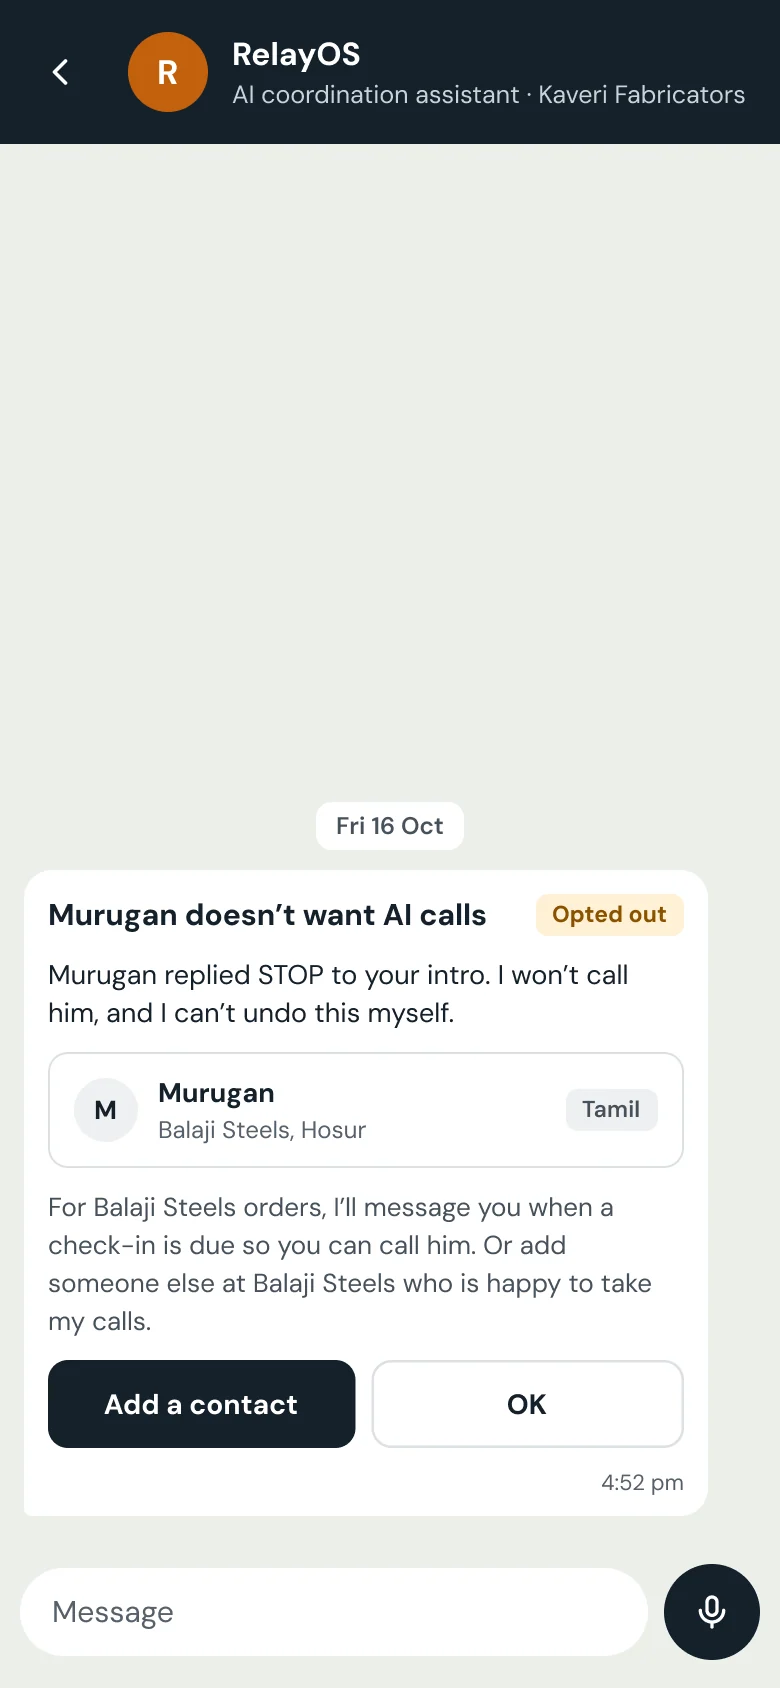 R
RelayOS
AI coordination assistant · Kaveri Fabricators
Fri 16 Oct
Murugan doesn’t want AI calls
Opted out
Murugan replied STOP to your intro. I won’t call
him, and I can’t undo this myself.
M
Murugan
Balaji Steels, Hosur
Tamil
For Balaji Steels orders, I’ll message you when a
check-in is due so you can call him. Or add
someone else at Balaji Steels who is happy to take
my calls.
Add a contact
OK
4:52 pm
Message